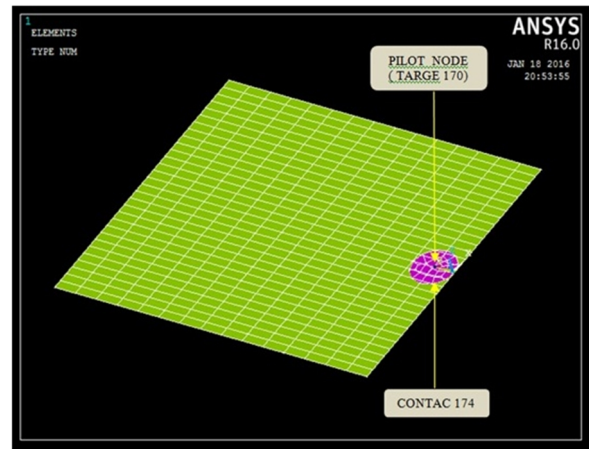 1
ELEMENTS
TYPE NUM
ANSYS
R16.0
JAN 18 2016
20:53:55
PILOT NODE
( TARGE 170)
CONTAC 174